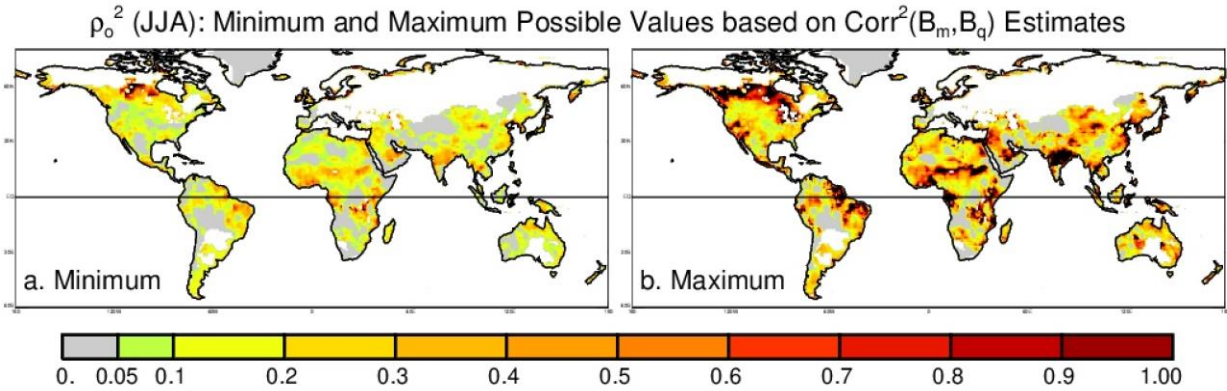 ρo² (JJA): Minimum and Maximum Possible Values based on Corr²(Bm,Bq) Estimates
a. Minimum
b. Maximum
0. 0.05 0.1 0.2 0.3 0.4 0.5 0.6 0.7 0.8 0.9 1.00